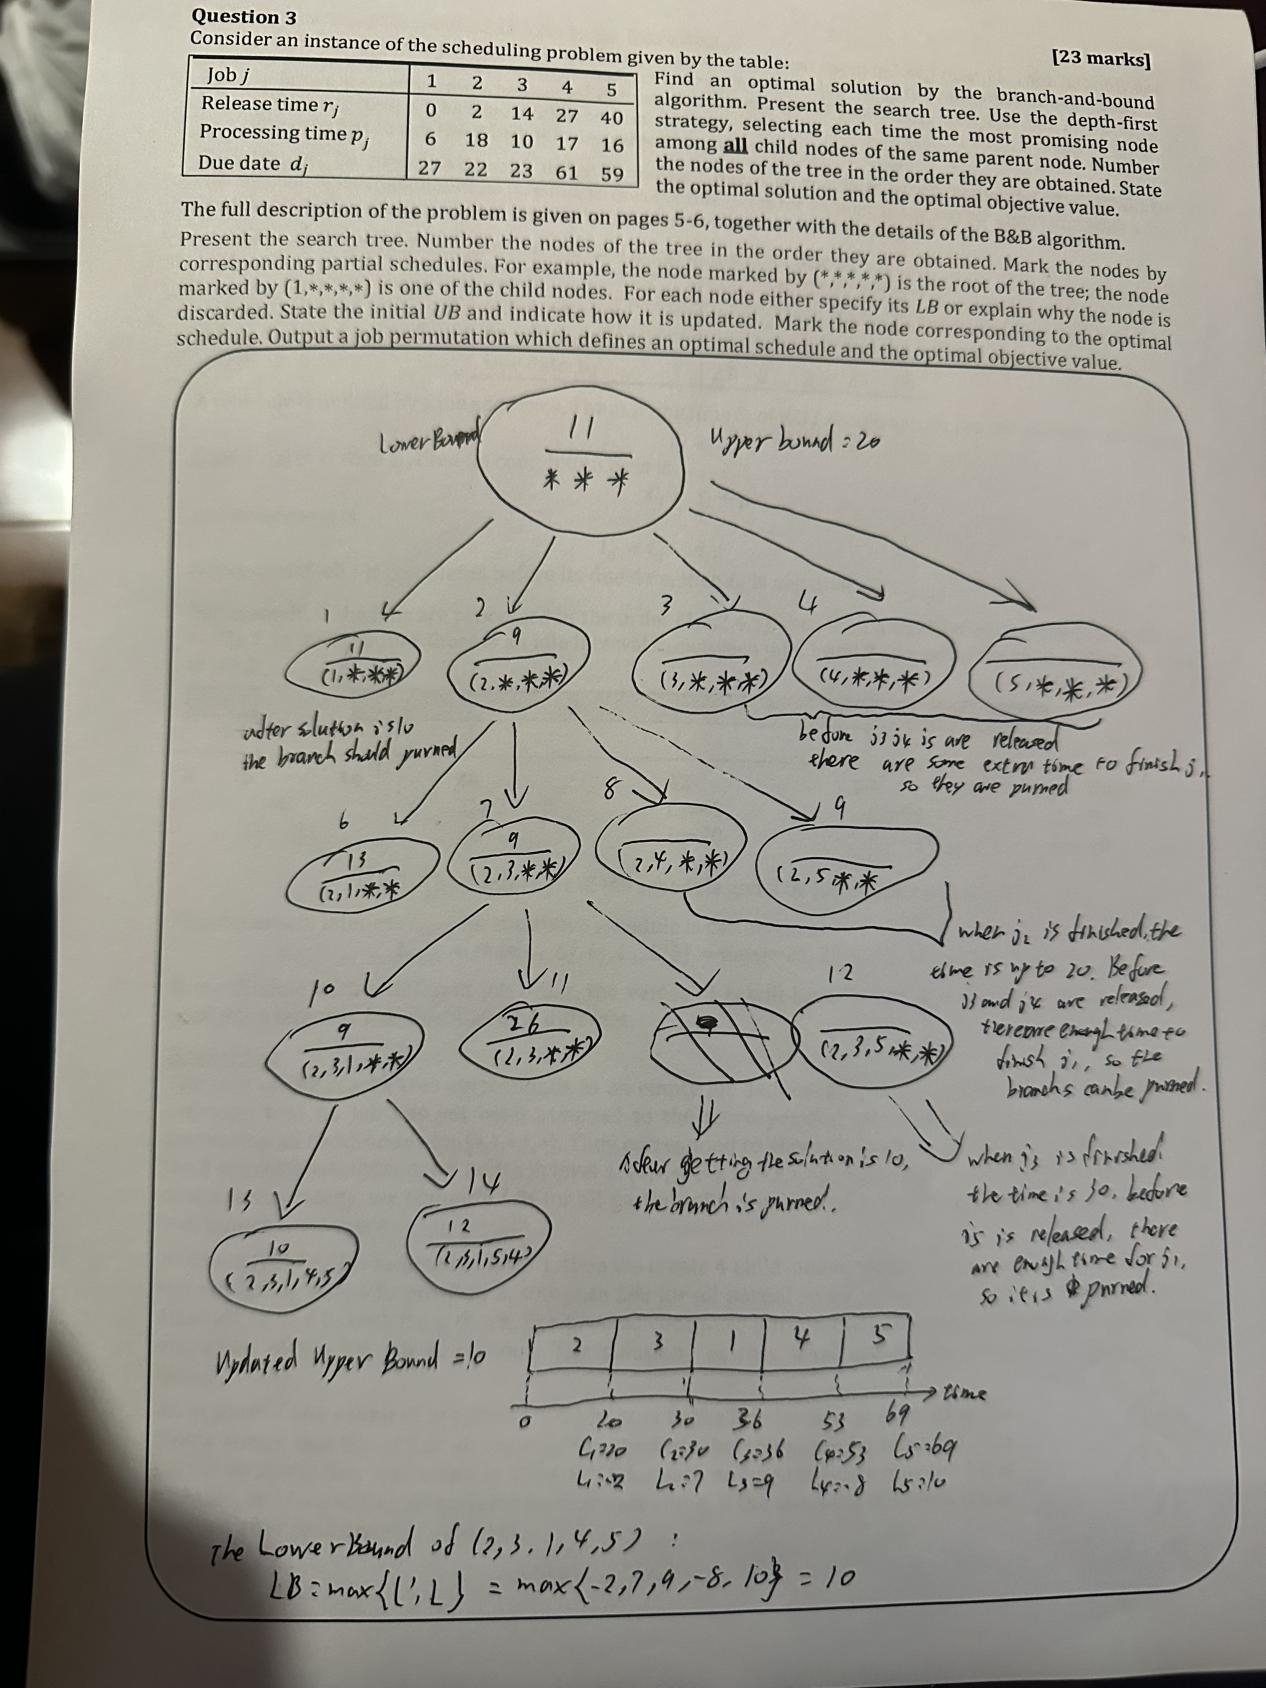 Question 3
[23 marks]
Consider an instance of the scheduling problem given by the table:
Job j 1 2 3 4 5
Release time rj 0 2 14 27 40
Processing time pj 6 18 10 17 16
Due date dj 27 22 23 61 59
Find an optimal solution by the branch-and-bound
algorithm. Present the search tree. Use the depth-first
strategy, selecting each time the most promising node
among all child nodes of the same parent node. Number
the nodes of the tree in the order they are obtained. State
the optimal solution and the optimal objective value.
The full description of the problem is given on pages 5-6, together with the details of the B&B algorithm.
Present the search tree. Number the nodes of the tree in the order they are obtained. Mark the nodes by
corresponding partial schedules. For example, the node marked by (*,*,*,*,*) is the root of the tree; the node
marked by (1,*,*,*,*) is one of the child nodes. For each node either specify its LB or explain why the node is
discarded. State the initial UB and indicate how it is updated. Mark the node corresponding to the optimal
schedule. Output a job permutation which defines an optimal schedule and the optimal objective value.
Lower Bound
11
* * *
Upper bound = 20
1
11
(1,*,**)
2
9
(2,*,**)
3
(3,*,**)
4
(4,*,*,*)
(5,*,*,*)
after solution is 10
the branch should purned
before j3 j4 is are released
there are some extra time to finish j1
so they are purned
6
13
(2,1,*,*
7
9
(2,3,**)
8
(2,4,*,*)
9
(2,5*,*
when j2 is finished, the
time is up to 20. Before
j3 and j4 are released,
there are enough time to
finish j1, so the
branchs can be purned.
10
9
(2,3,1,*,*)
11
26
(2,3,**)
12
(2,3,5,*,*)
After getting the solution is 10,
the branch is purned.
when j3 is finished
the time is 30, before
j5 is released, there
are enough time for j1,
so it is purned.
13
10
(2,3,1,4,5)
14
12
(2,3,1,5,4)
Updated Upper Bound = 10
2 3 1 4 5
time
0 20 30 36 53 69
C1=20 C2=30 C3=36 C4=53 C5=69
L1=-2 L2=7 L3=9 L4=-8 L5=10
The Lower Bound of (2,3,1,4,5) :
LB = max{L', L} = max{-2,7,9,-8,10} = 10